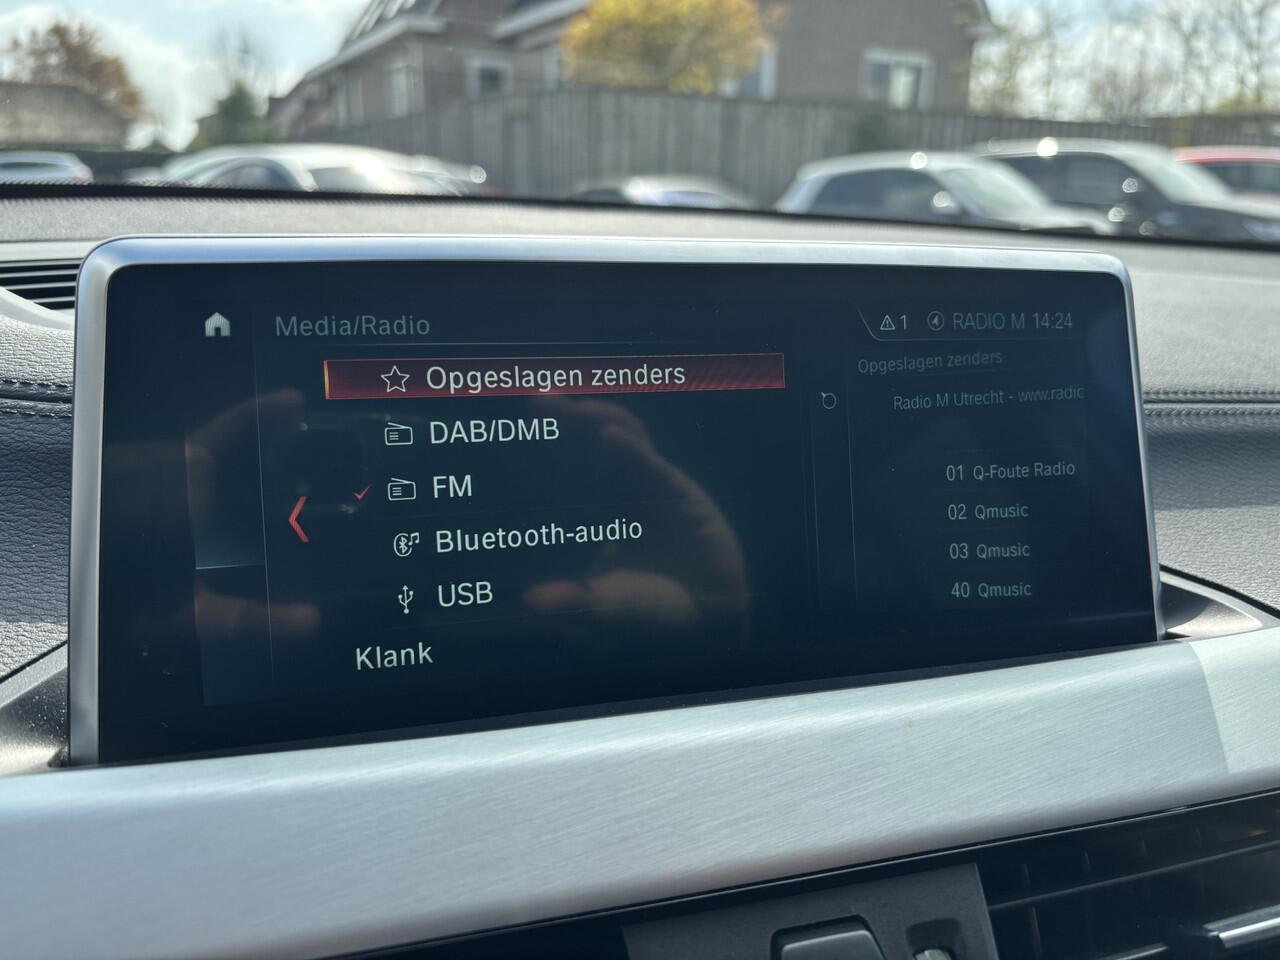 Media/Radio
1 RADIO M 14:24
Opgeslagen zenders
DAB/DMB
FM
Bluetooth-audio
USB
Klank
Opgeslagen zenders
Radio M Utrecht - www.radic
01 Q-Foute Radio
02 Qmusic
03 Qmusic
40 Qmusic